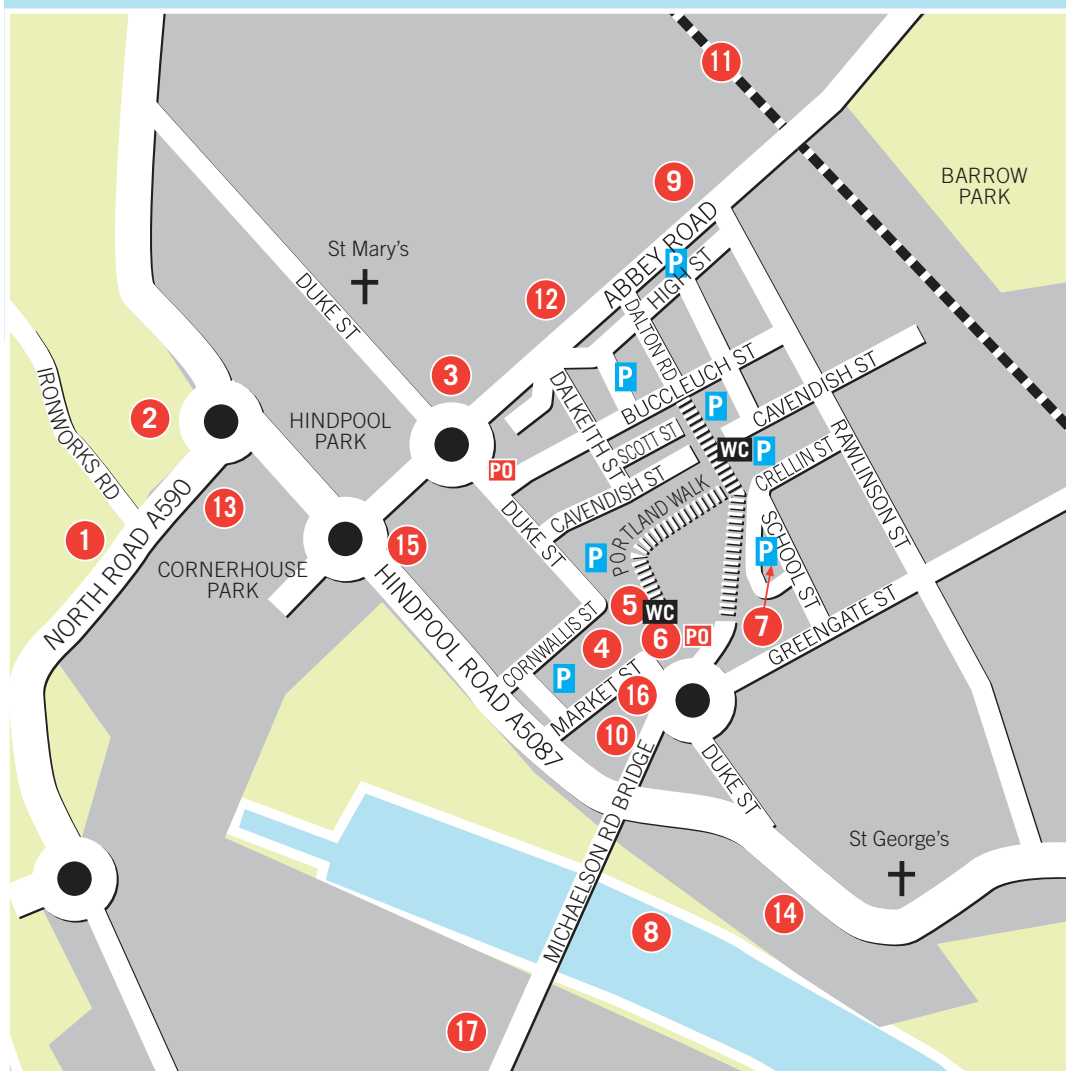 11
BARROW
PARK
9
ABBEY ROAD
St Mary's
P
HIGH ST
DUKE ST
12
DALTON RD
3
P
BUCCLEUCH ST
CAVENDISH ST
IRONWORKS RD
2
HINDPOOL
PARK
DALKEITH ST
P
SCOTT ST
WC
P
RAWLINSON ST
PO
CRELLIN ST
CAVENDISH ST
PORTLAND WALK
13
NORTH ROAD A590
1
CORNERHOUSE
PARK
15
DUKE ST
P
P
SCHOOL ST
HINDPOOL ROAD A5087
5
WC
6
PO
7
GREENGATE ST
CORNWALLIS ST
4
P
MARKET ST
16
10
DUKE ST
MICHAELSON RD BRIDGE
St George's
14
8
17